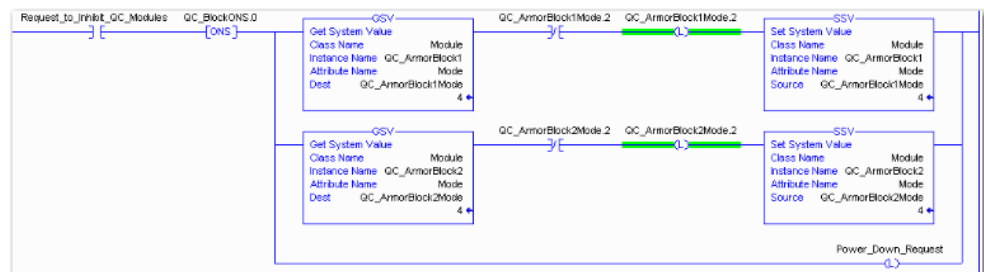 Request_to_Inhibit_QC_Modules QC_BlockONS.0 GSV QC_ArmorBlock1Mode.2 QC_ArmorBlock1Mode.2 SSV
ONS Get System Value L Set System Value
Class Name Module Class Name Module
Instance Name QC_ArmorBlock1 Instance Name QC_ArmorBlock1
Attribute Name Mode Attribute Name Mode
Dest QC_ArmorBlock1Mode Source QC_ArmorBlock1Mode
4 4
GSV QC_ArmorBlock2Mode.2 QC_ArmorBlock2Mode.2 SSV
Get System Value L Set System Value
Class Name Module Class Name Module
Instance Name QC_ArmorBlock2 Instance Name QC_ArmorBlock2
Attribute Name Mode Attribute Name Mode
Dest QC_ArmorBlock2Mode Source QC_ArmorBlock2Mode
4 4
Power_Down_Request
L